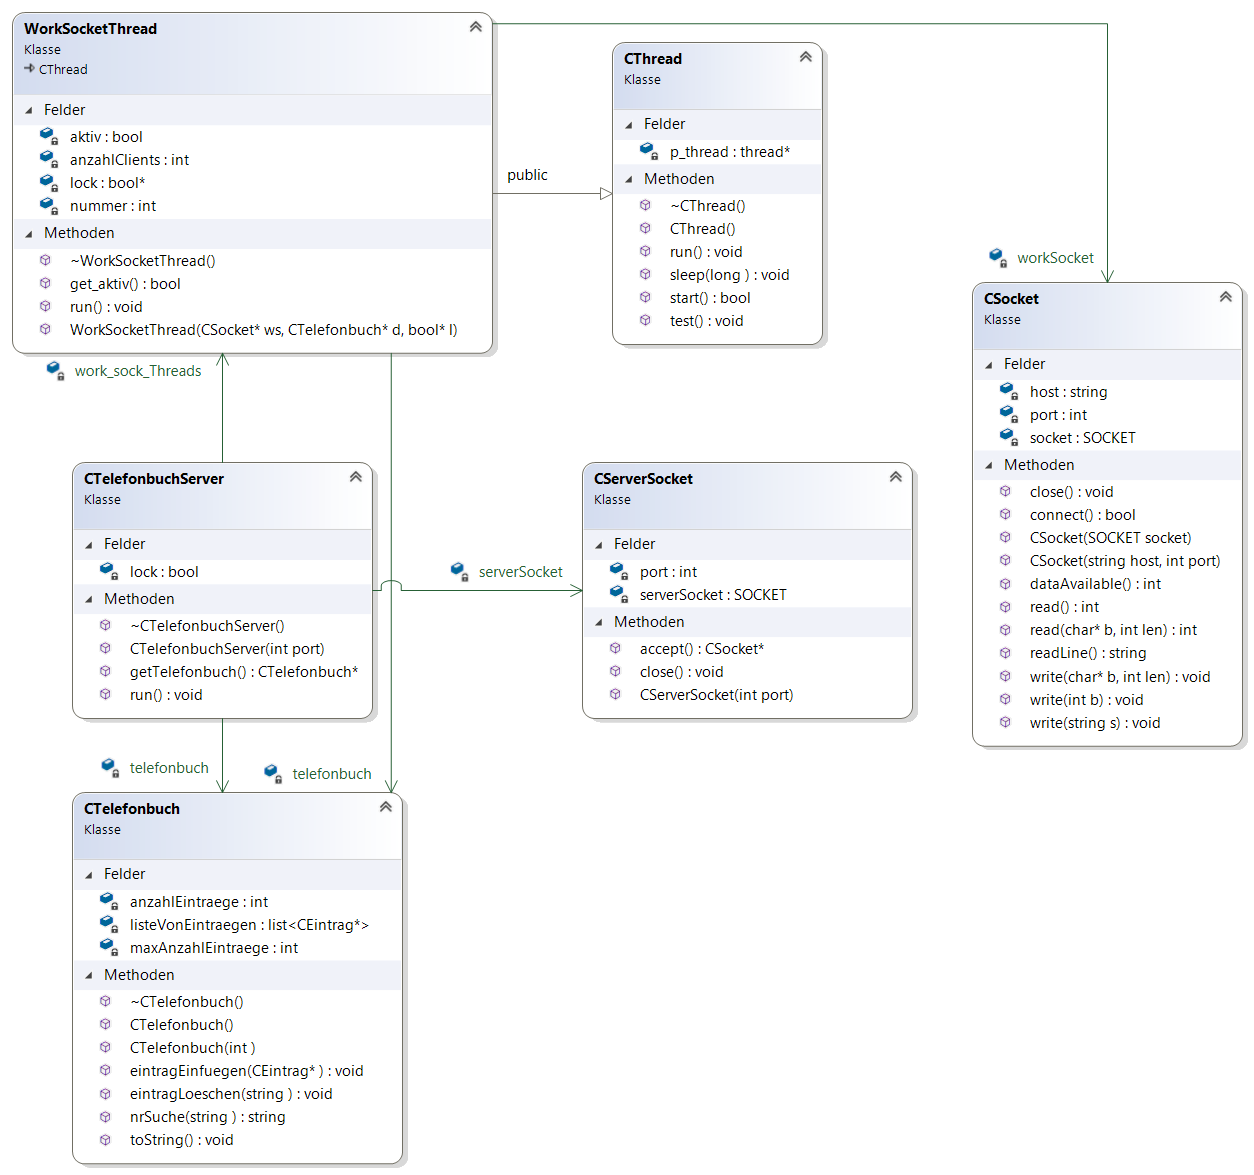 WorkSocketThread
Klasse
CThread
Felder
aktiv : bool
anzahlClients : int
lock : bool*
nummer : int
Methoden
~WorkSocketThread()
get_aktiv() : bool
run() : void
WorkSocketThread(CSocket* ws, CTelefonbuch* d, bool* l)
public
CThread
Klasse
Felder
p_thread : thread*
Methoden
~CThread()
CThread()
run() : void
sleep(long ) : void
start() : bool
test() : void
workSocket
CSocket
Klasse
Felder
host : string
port : int
socket : SOCKET
Methoden
close() : void
connect() : bool
CSocket(SOCKET socket)
CSocket(string host, int port)
dataAvailable() : int
read() : int
read(char* b, int len) : int
readLine() : string
write(char* b, int len) : void
write(int b) : void
write(string s) : void
work_sock_Threads
CTelefonbuchServer
Klasse
Felder
lock : bool
Methoden
~CTelefonbuchServer()
CTelefonbuchServer(int port)
getTelefonbuch() : CTelefonbuch*
run() : void
serverSocket
CServerSocket
Klasse
Felder
port : int
serverSocket : SOCKET
Methoden
accept() : CSocket*
close() : void
CServerSocket(int port)
telefonbuch
telefonbuch
CTelefonbuch
Klasse
Felder
anzahlEintraege : int
listeVonEintraegen : list<CEintrag*>
maxAnzahlEintraege : int
Methoden
~CTelefonbuch()
CTelefonbuch()
CTelefonbuch(int )
eintragEinfuegen(CEintrag* ) : void
eintragLoeschen(string ) : void
nrSuche(string ) : string
toString() : void